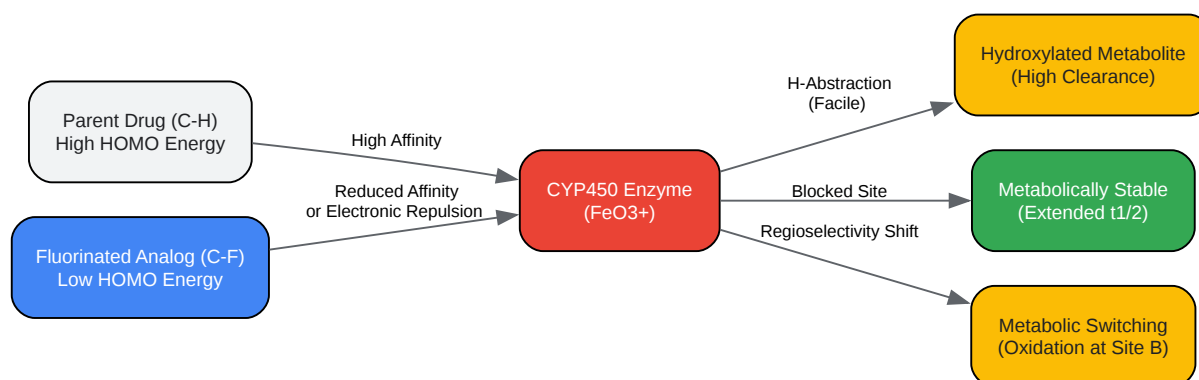 Parent Drug (C-H)
High HOMO Energy
Fluorinated Analog (C-F)
Low HOMO Energy
High Affinity
Reduced Affinity
or Electronic Repulsion
CYP450 Enzyme
(FeO3+)
H-Abstraction
(Facile)
Blocked Site
Regioselectivity Shift
Hydroxylated Metabolite
(High Clearance)
Metabolically Stable
(Extended t1/2)
Metabolic Switching
(Oxidation at Site B)